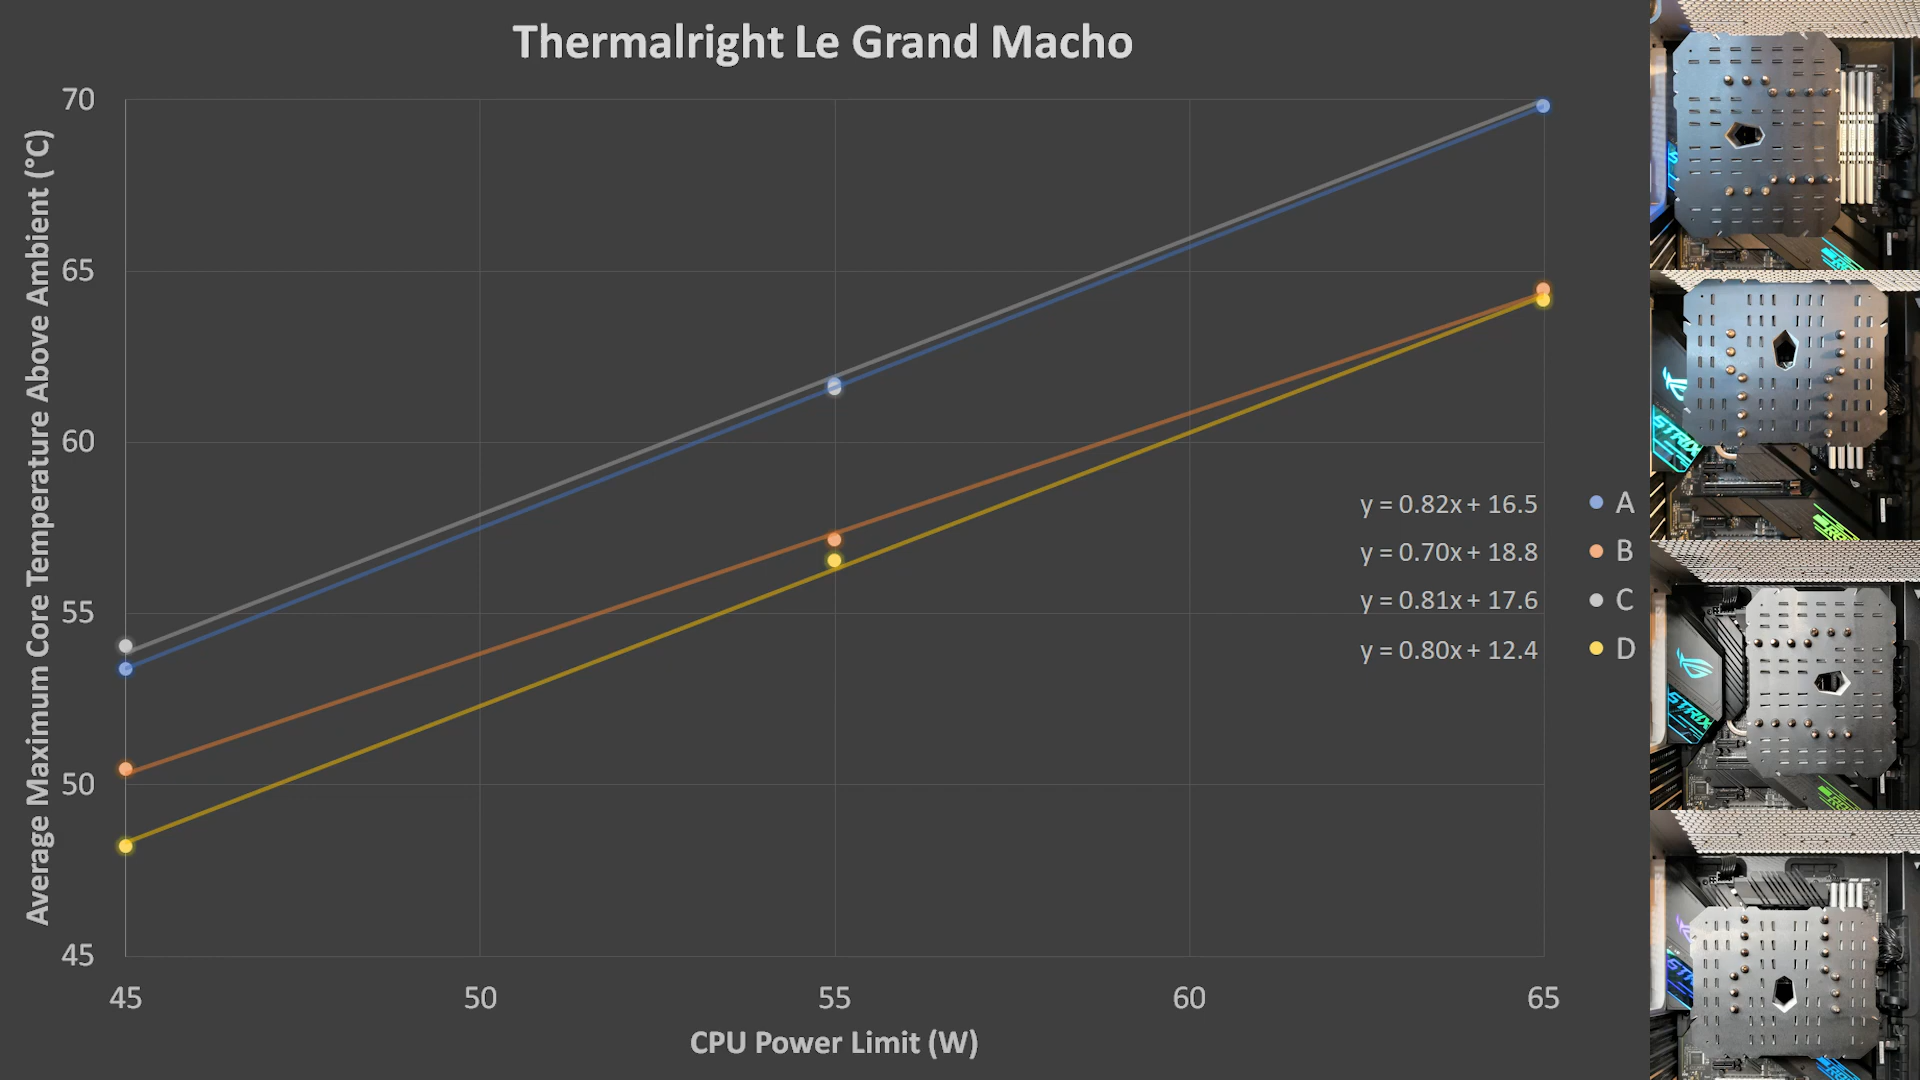 Thermalright Le Grand Macho
Average Maximum Core Temperature Above Ambient (°C)
70
65
60
55
50
45
45 50 55 60 65
CPU Power Limit (W)
y = 0.82x + 16.5 A
y = 0.70x + 18.8 B
y = 0.81x + 17.6 C
y = 0.80x + 12.4 D
STRIX
STRIX